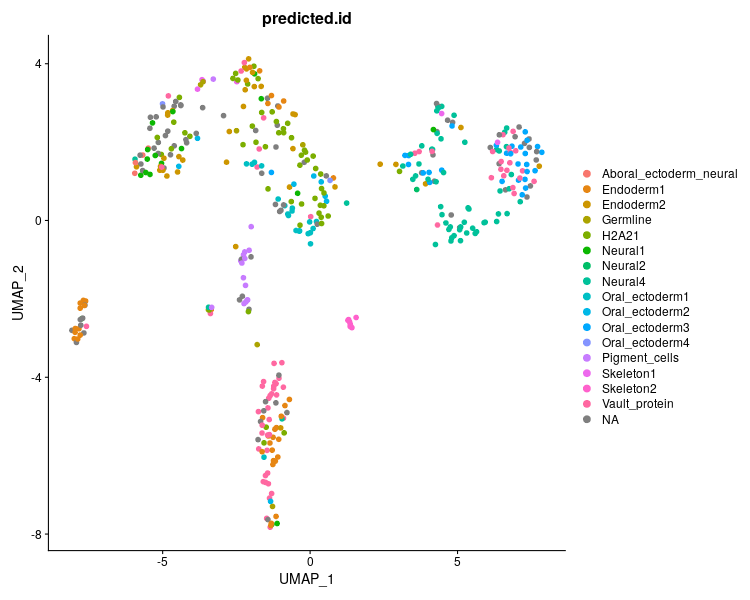 predicted.id
4
0
-4
-8
UMAP_2
-5
0
5
UMAP_1
Aboral_ectoderm_neural
Endoderm1
Endoderm2
Germline
H2A21
Neural1
Neural2
Neural4
Oral_ectoderm1
Oral_ectoderm2
Oral_ectoderm3
Oral_ectoderm4
Pigment_cells
Skeleton1
Skeleton2
Vault_protein
NA